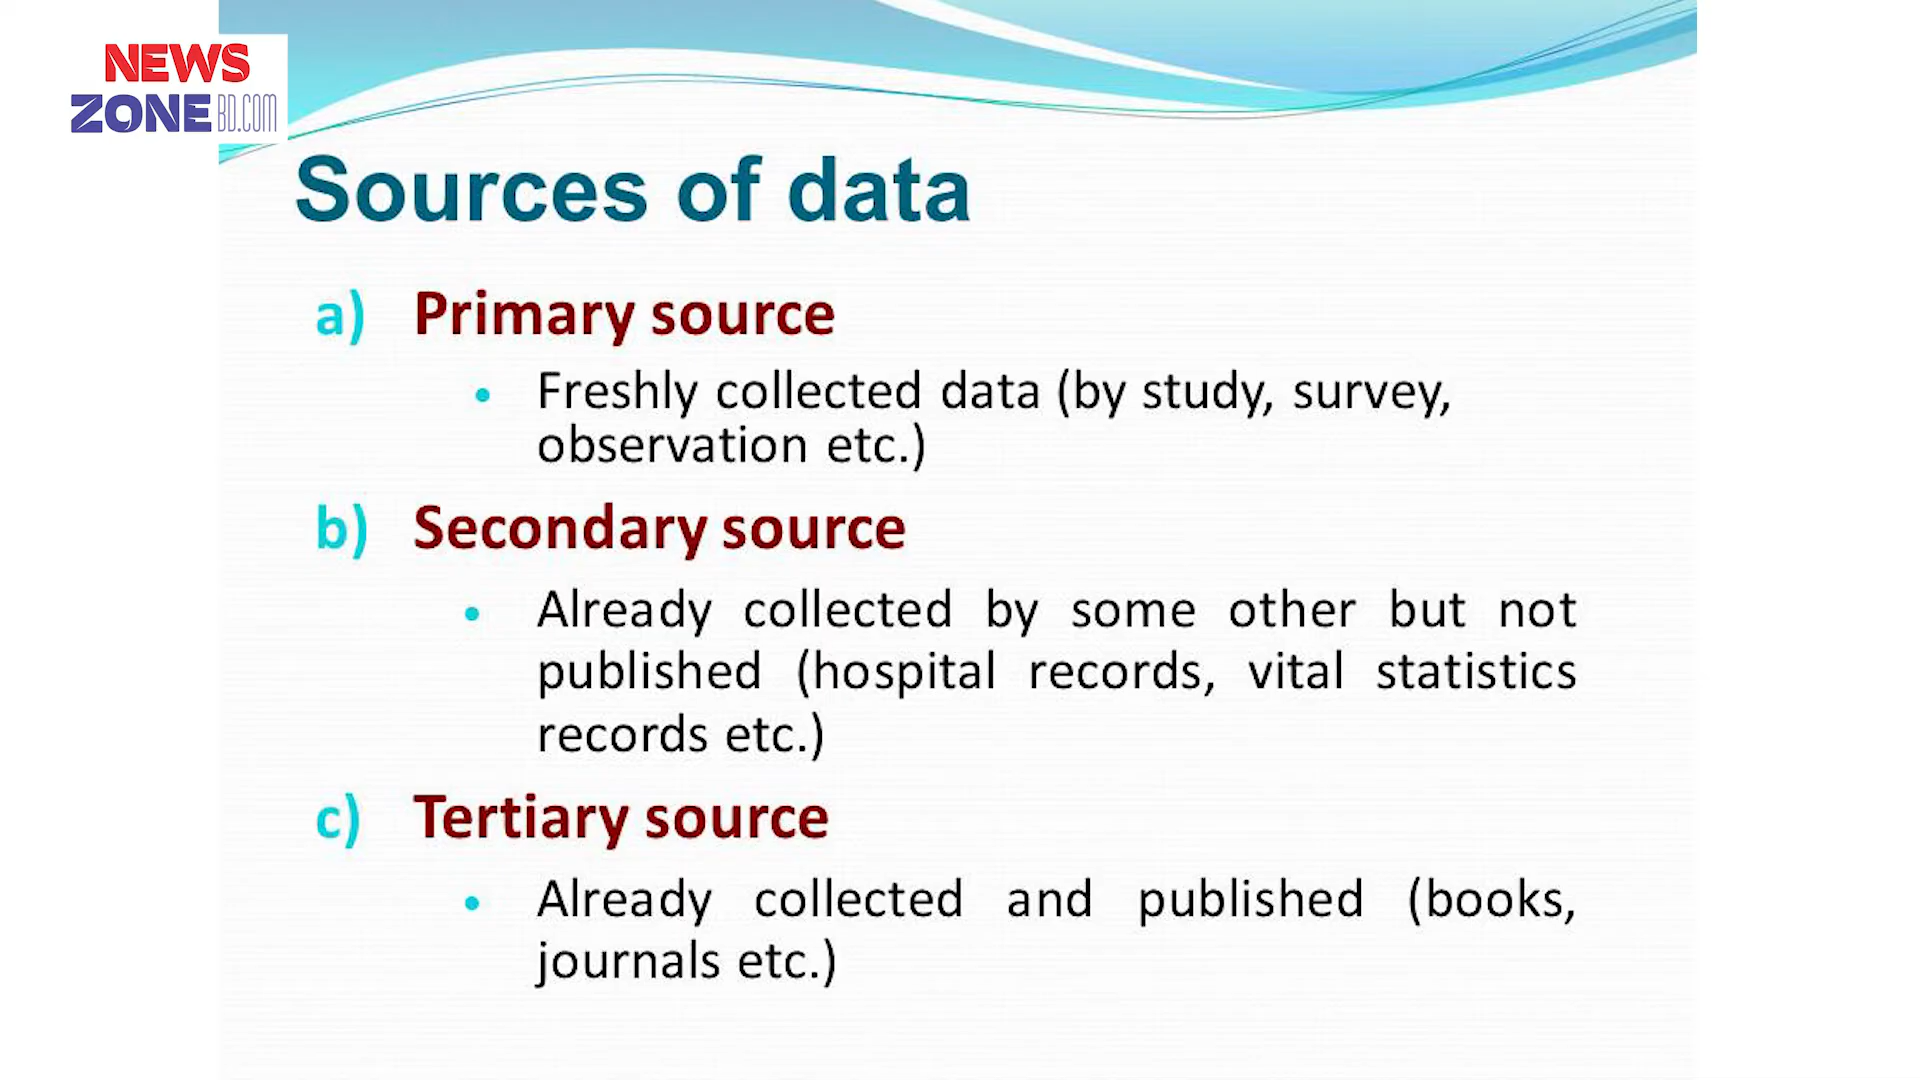 NEWS
ZONE BD.COM
Sources of data
a) Primary source
• Freshly collected data (by study, survey,
observation etc.)
b) Secondary source
• Already collected by some other but not
published (hospital records, vital statistics
records etc.)
c) Tertiary source
• Already collected and published (books,
journals etc.)